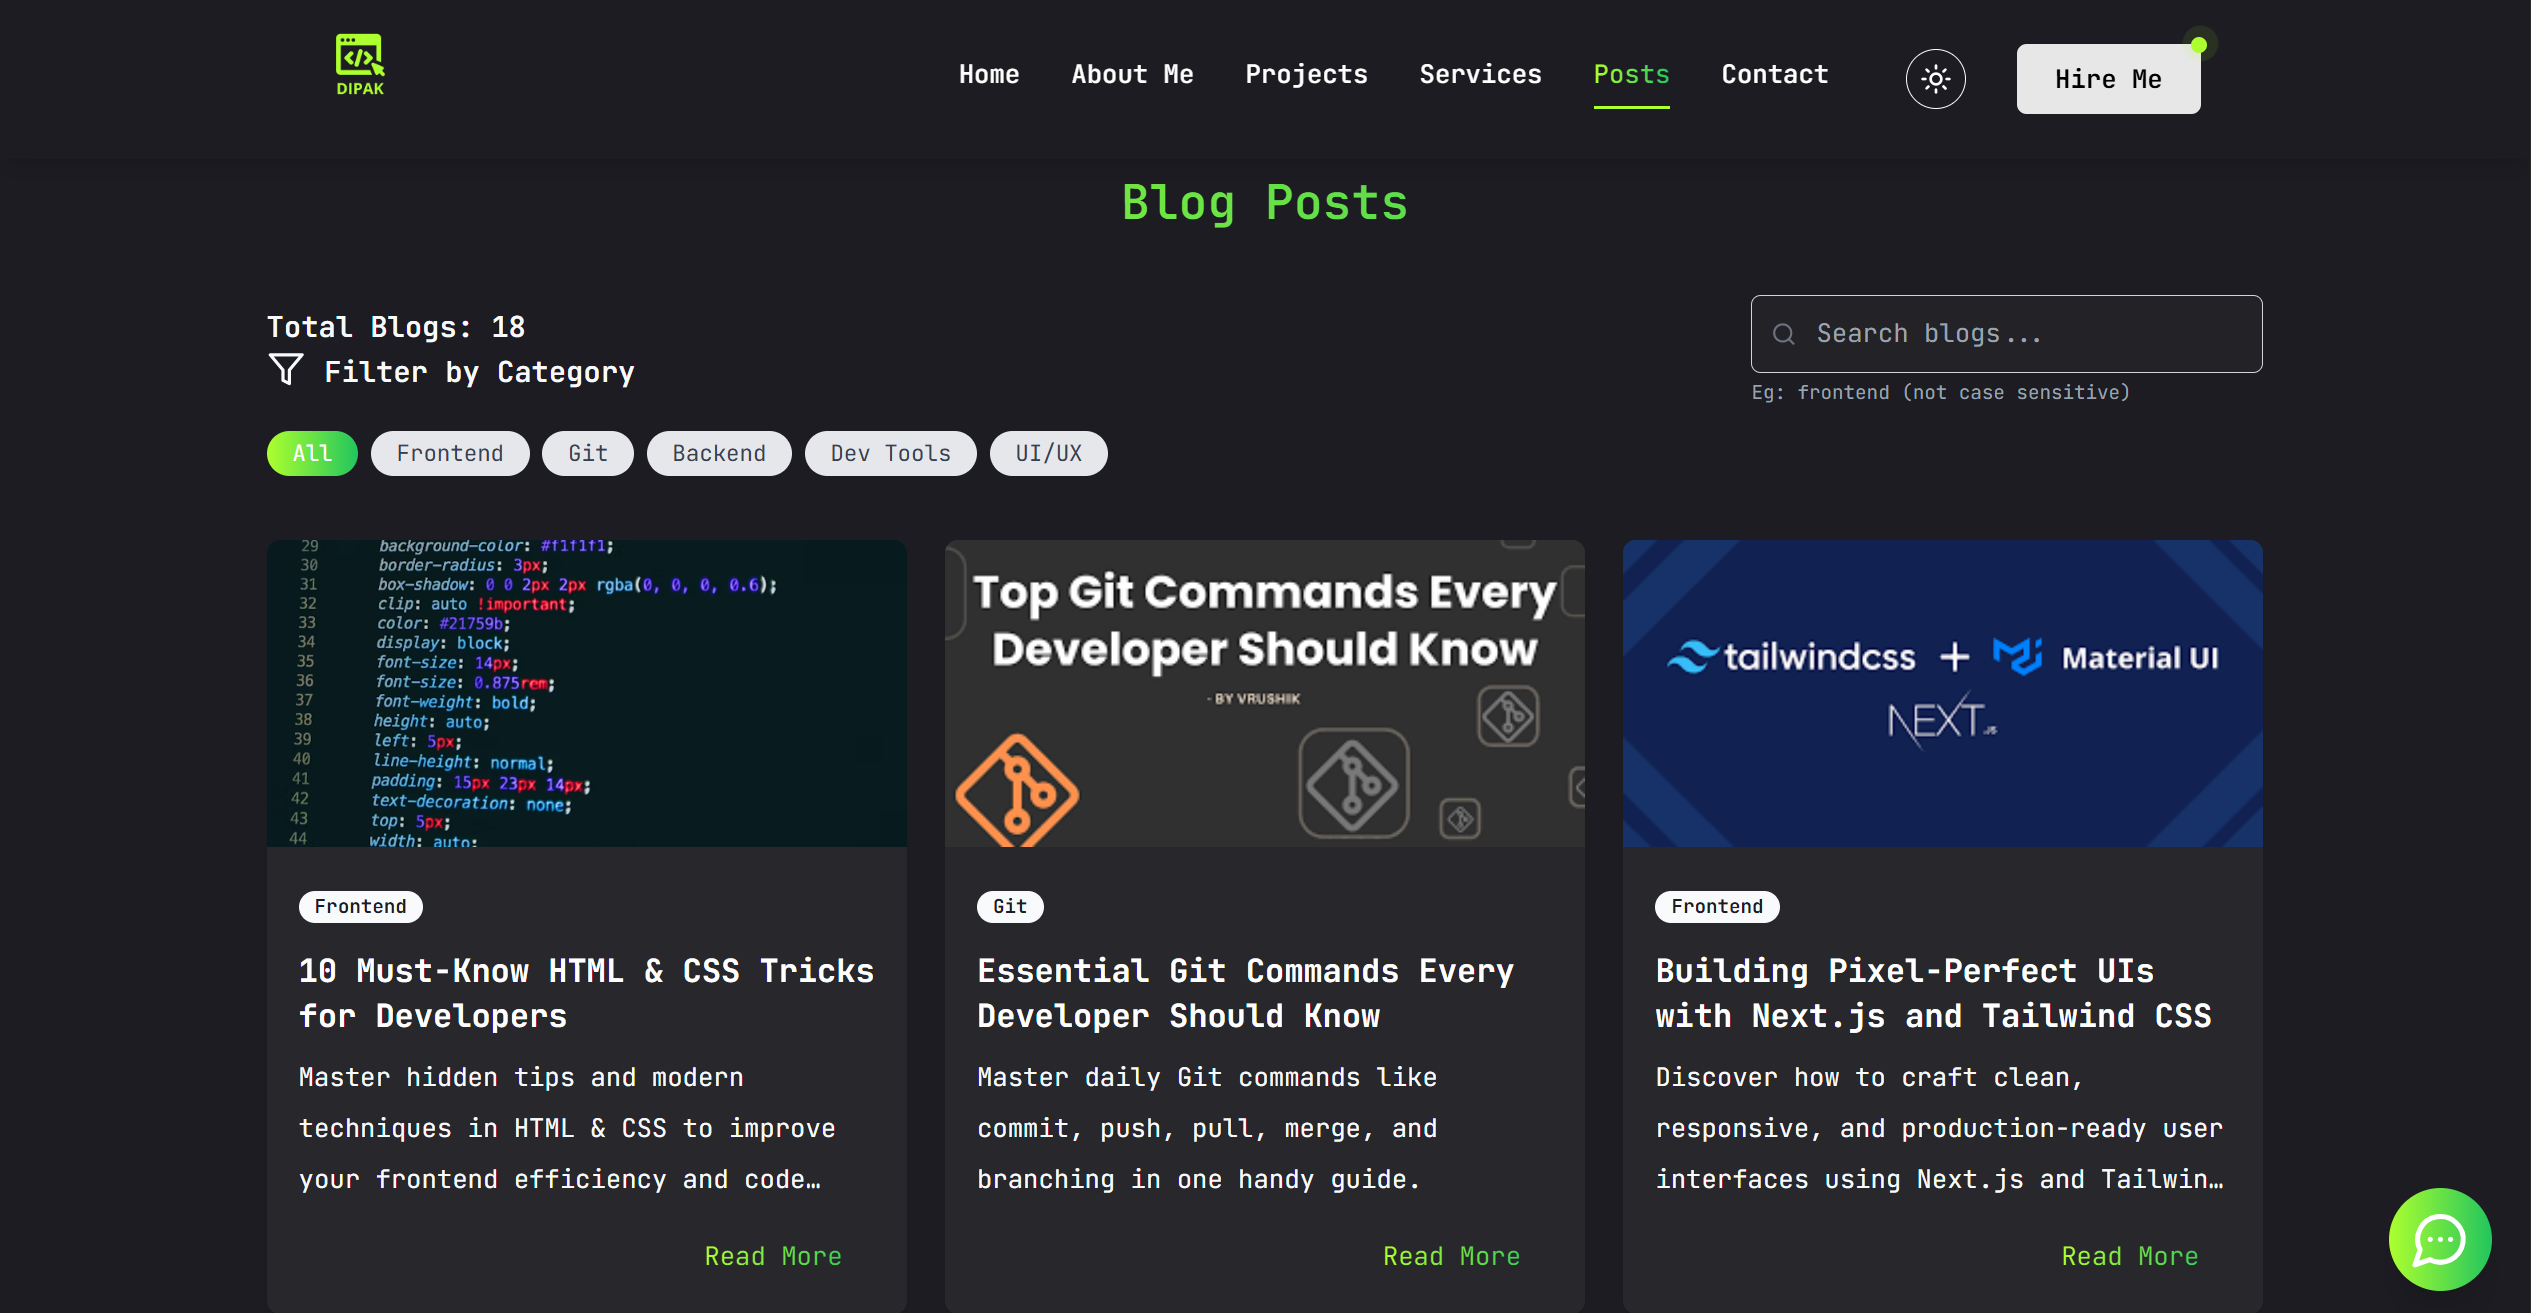 DIPAK
Home
About Me
Projects
Services
Posts
Contact
Hire Me
Blog Posts
Total Blogs: 18
Filter by Category
Search blogs...
Eg: frontend (not case sensitive)
All
Frontend
Git
Backend
Dev Tools
UI/UX
29 background-color: #f1f1f1;
30 border-radius: 3px;
31 box-shadow: 0 0 2px 2px rgba(0, 0, 0, 0.6);
32 clip: auto !important;
33 color: #21759b;
34 display: block;
35 font-size: 14px;
36 font-size: 0.875rem;
37 font-weight: bold;
38 height: auto;
39 left: 5px;
40 line-height: normal;
41 padding: 15px 23px 14px;
42 text-decoration: none;
43 top: 5px;
44 width: auto;
Frontend
10 Must-Know HTML & CSS Tricks
for Developers
Master hidden tips and modern
techniques in HTML & CSS to improve
your frontend efficiency and code…
Read More
Top Git Commands Every
Developer Should Know
- BY VRUSHIK
Git
Essential Git Commands Every
Developer Should Know
Master daily Git commands like
commit, push, pull, merge, and
branching in one handy guide.
Read More
tailwindcss + Material UI
NEXT.JS
Frontend
Building Pixel-Perfect UIs
with Next.js and Tailwind CSS
Discover how to craft clean,
responsive, and production-ready user
interfaces using Next.js and Tailwin…
Read More